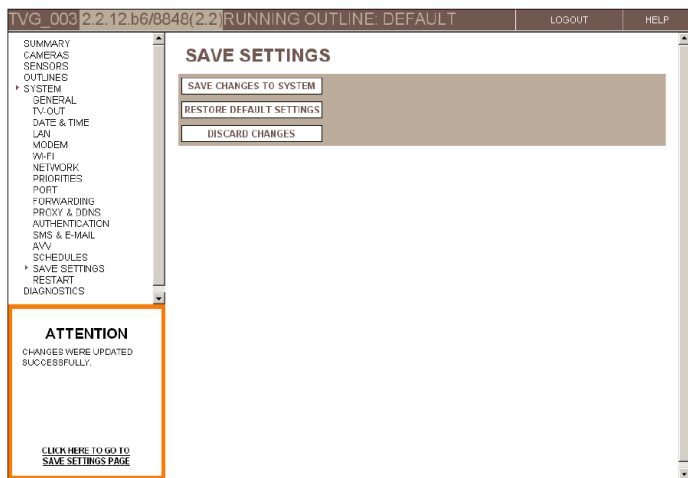 TVG_003 2.2.12.b6/8848(2.2)RUNNING OUTLINE: DEFAULT
LOGOUT
HELP
SUMMARY
CAMERAS
SENSORS
OUTLINES
SYSTEM
GENERAL
TV-OUT
DATE & TIME
LAN
MODEM
WI-FI
NETWORK
PRIORITIES
PORT
FORWARDING
PROXY & DDNS
AUTHENTICATION
SMS & E-MAIL
A/V
SCHEDULES
SAVE SETTINGS
RESTART
DIAGNOSTICS
ATTENTION
CHANGES WERE UPDATED
SUCCESSFULLY.
CLICK HERE TO GO TO
SAVE SETTINGS PAGE
SAVE SETTINGS
SAVE CHANGES TO SYSTEM
RESTORE DEFAULT SETTINGS
DISCARD CHANGES